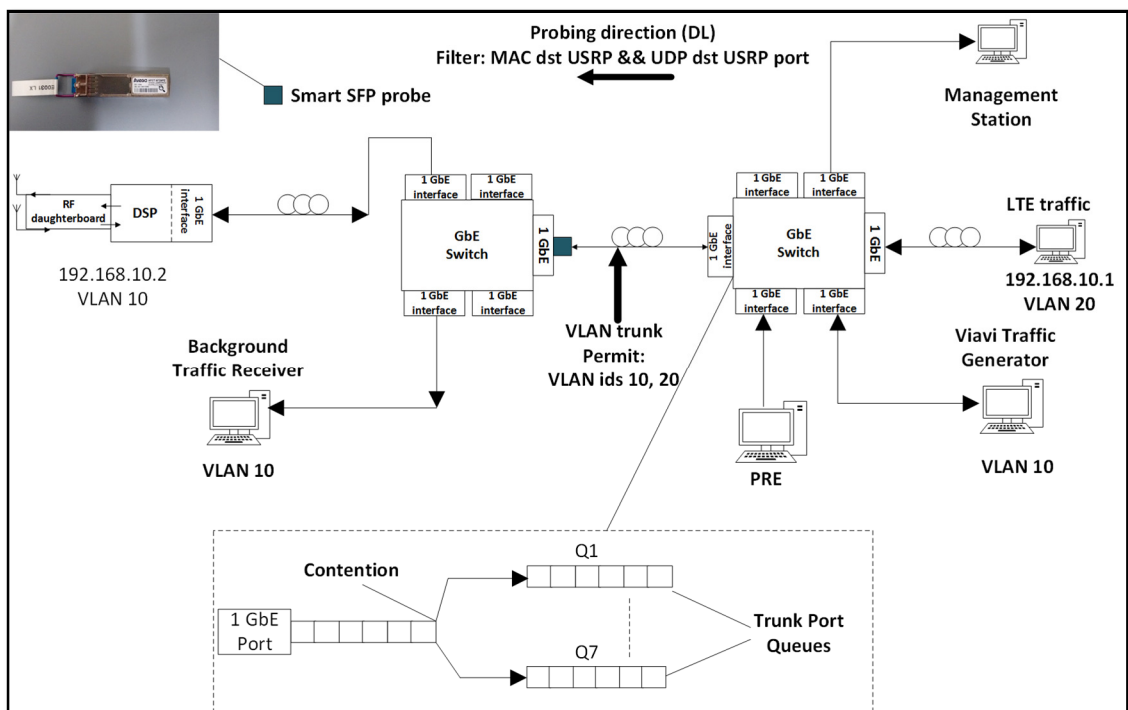 Probing direction (DL)
Filter: MAC dst USRP && UDP dst USRP port
Smart SFP probe
Management
Station
1 GbE
interface
1 GbE
interface
1 GbE
interface
1 GbE
interface
RF
daughterboard
DSP
1 GbE
interface
GbE
Switch
1 GbE
1 GbE
interface
GbE
Switch
1 GbE
LTE traffic
192.168.10.2
VLAN 10
192.168.10.1
VLAN 20
1 GbE
interface
1 GbE
interface
1 GbE
interface
1 GbE
interface
VLAN trunk
Permit:
VLAN ids 10, 20
Background
Traffic Receiver
VLAN 10
Viavi Traffic
Generator
VLAN 10
PRE
Q1
Contention
1 GbE
Port
Trunk Port
Queues
Q7